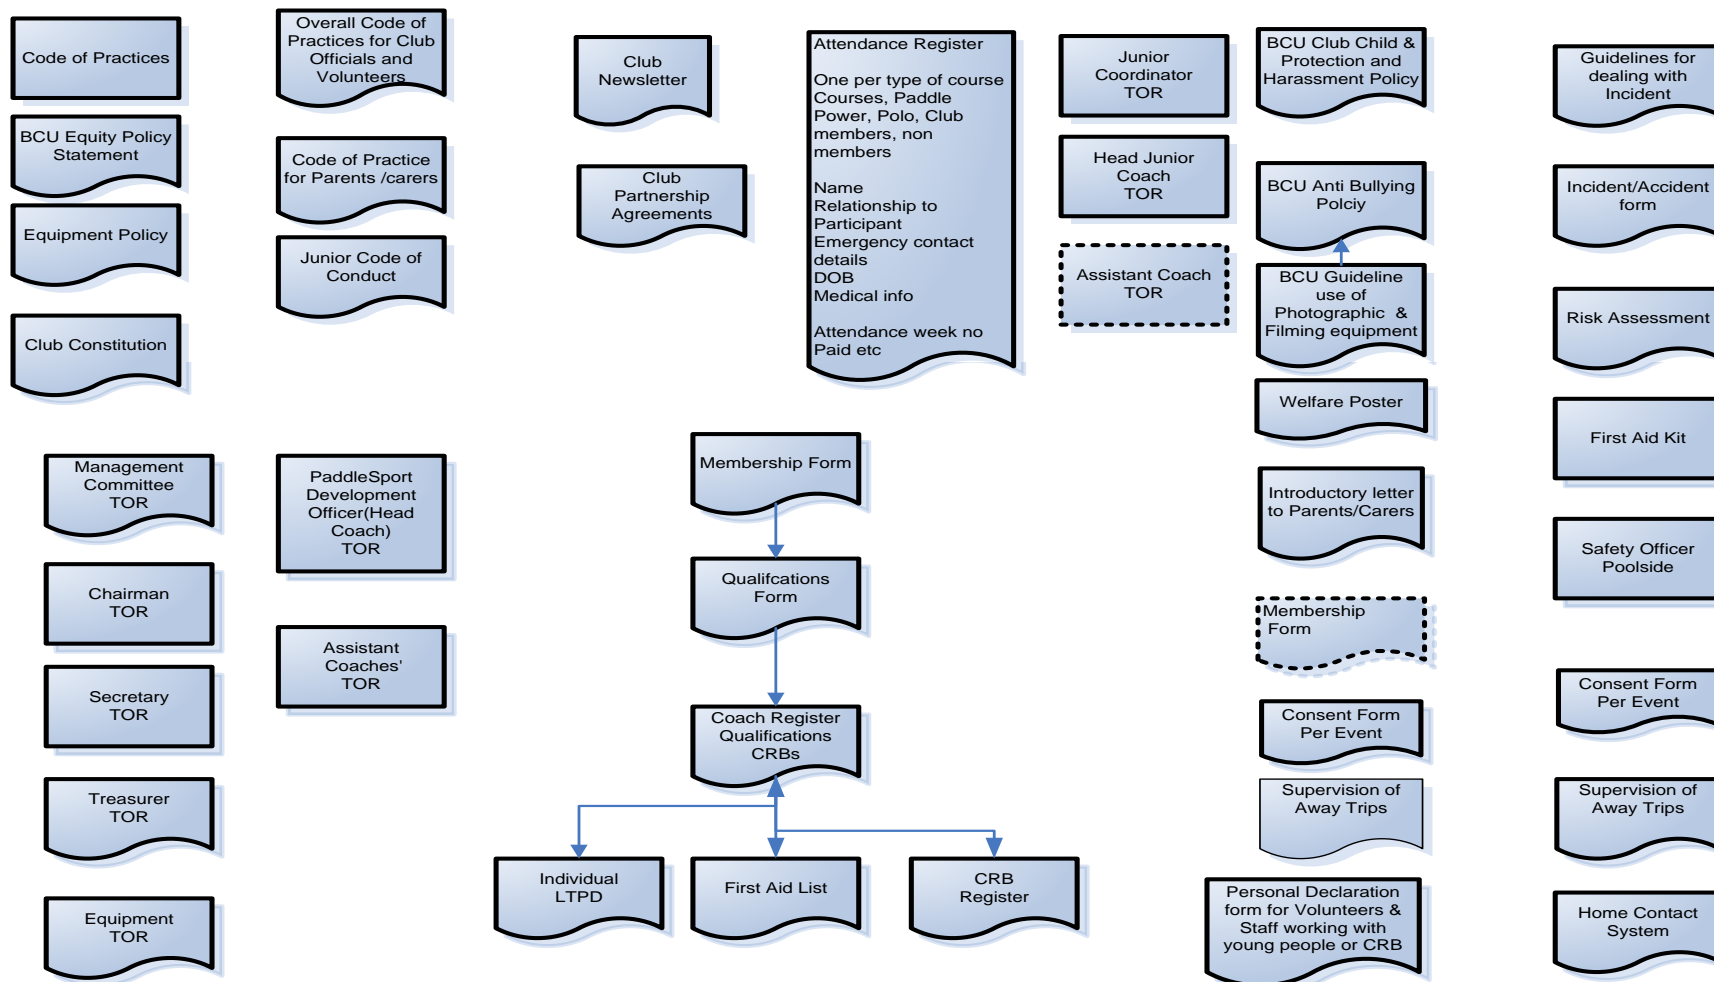 Code of Practices
BCU Equity Policy
Statement
Equipment Policy
Club Constitution
Overall Code of
Practices for Club
Officials and
Volunteers
Code of Practice
for Parents /carers
Junior Code of
Conduct
Club
Newsletter
Club
Partnership
Agreements
Attendance Register
One per type of course
Courses, Paddle
Power, Polo, Club
members, non
members
Name
Relationship to
Participant
Emergency contact
details
DOB
Medical info
Attendance week no
Paid etc
Junior
Coordinator
TOR
Head Junior
Coach
TOR
Assistant Coach
TOR
BCU Club Child &
Protection and
Harassment Policy
BCU Anti Bullying
Polciy
BCU Guideline
use of
Photographic &
Filming equipment
Welfare Poster
Introductory letter
to Parents/Carers
Membership
Form
Consent Form
Per Event
Supervision of
Away Trips
Personal Declaration
form for Volunteers &
Staff working with
young people or CRB
Guidelines for
dealing with
Incident
Incident/Accident
form
Risk Assessment
First Aid Kit
Safety Officer
Poolside
Consent Form
Per Event
Supervision of
Away Trips
Home Contact
System
Management
Committee
TOR
Chairman
TOR
Secretary
TOR
Treasurer
TOR
Equipment
TOR
PaddleSport
Development
Officer(Head
Coach)
TOR
Assistant
Coaches'
TOR
Membership Form
Qualifcations
Form
Coach Register
Qualifications
CRBs
Individual
LTPD
First Aid List
CRB
Register